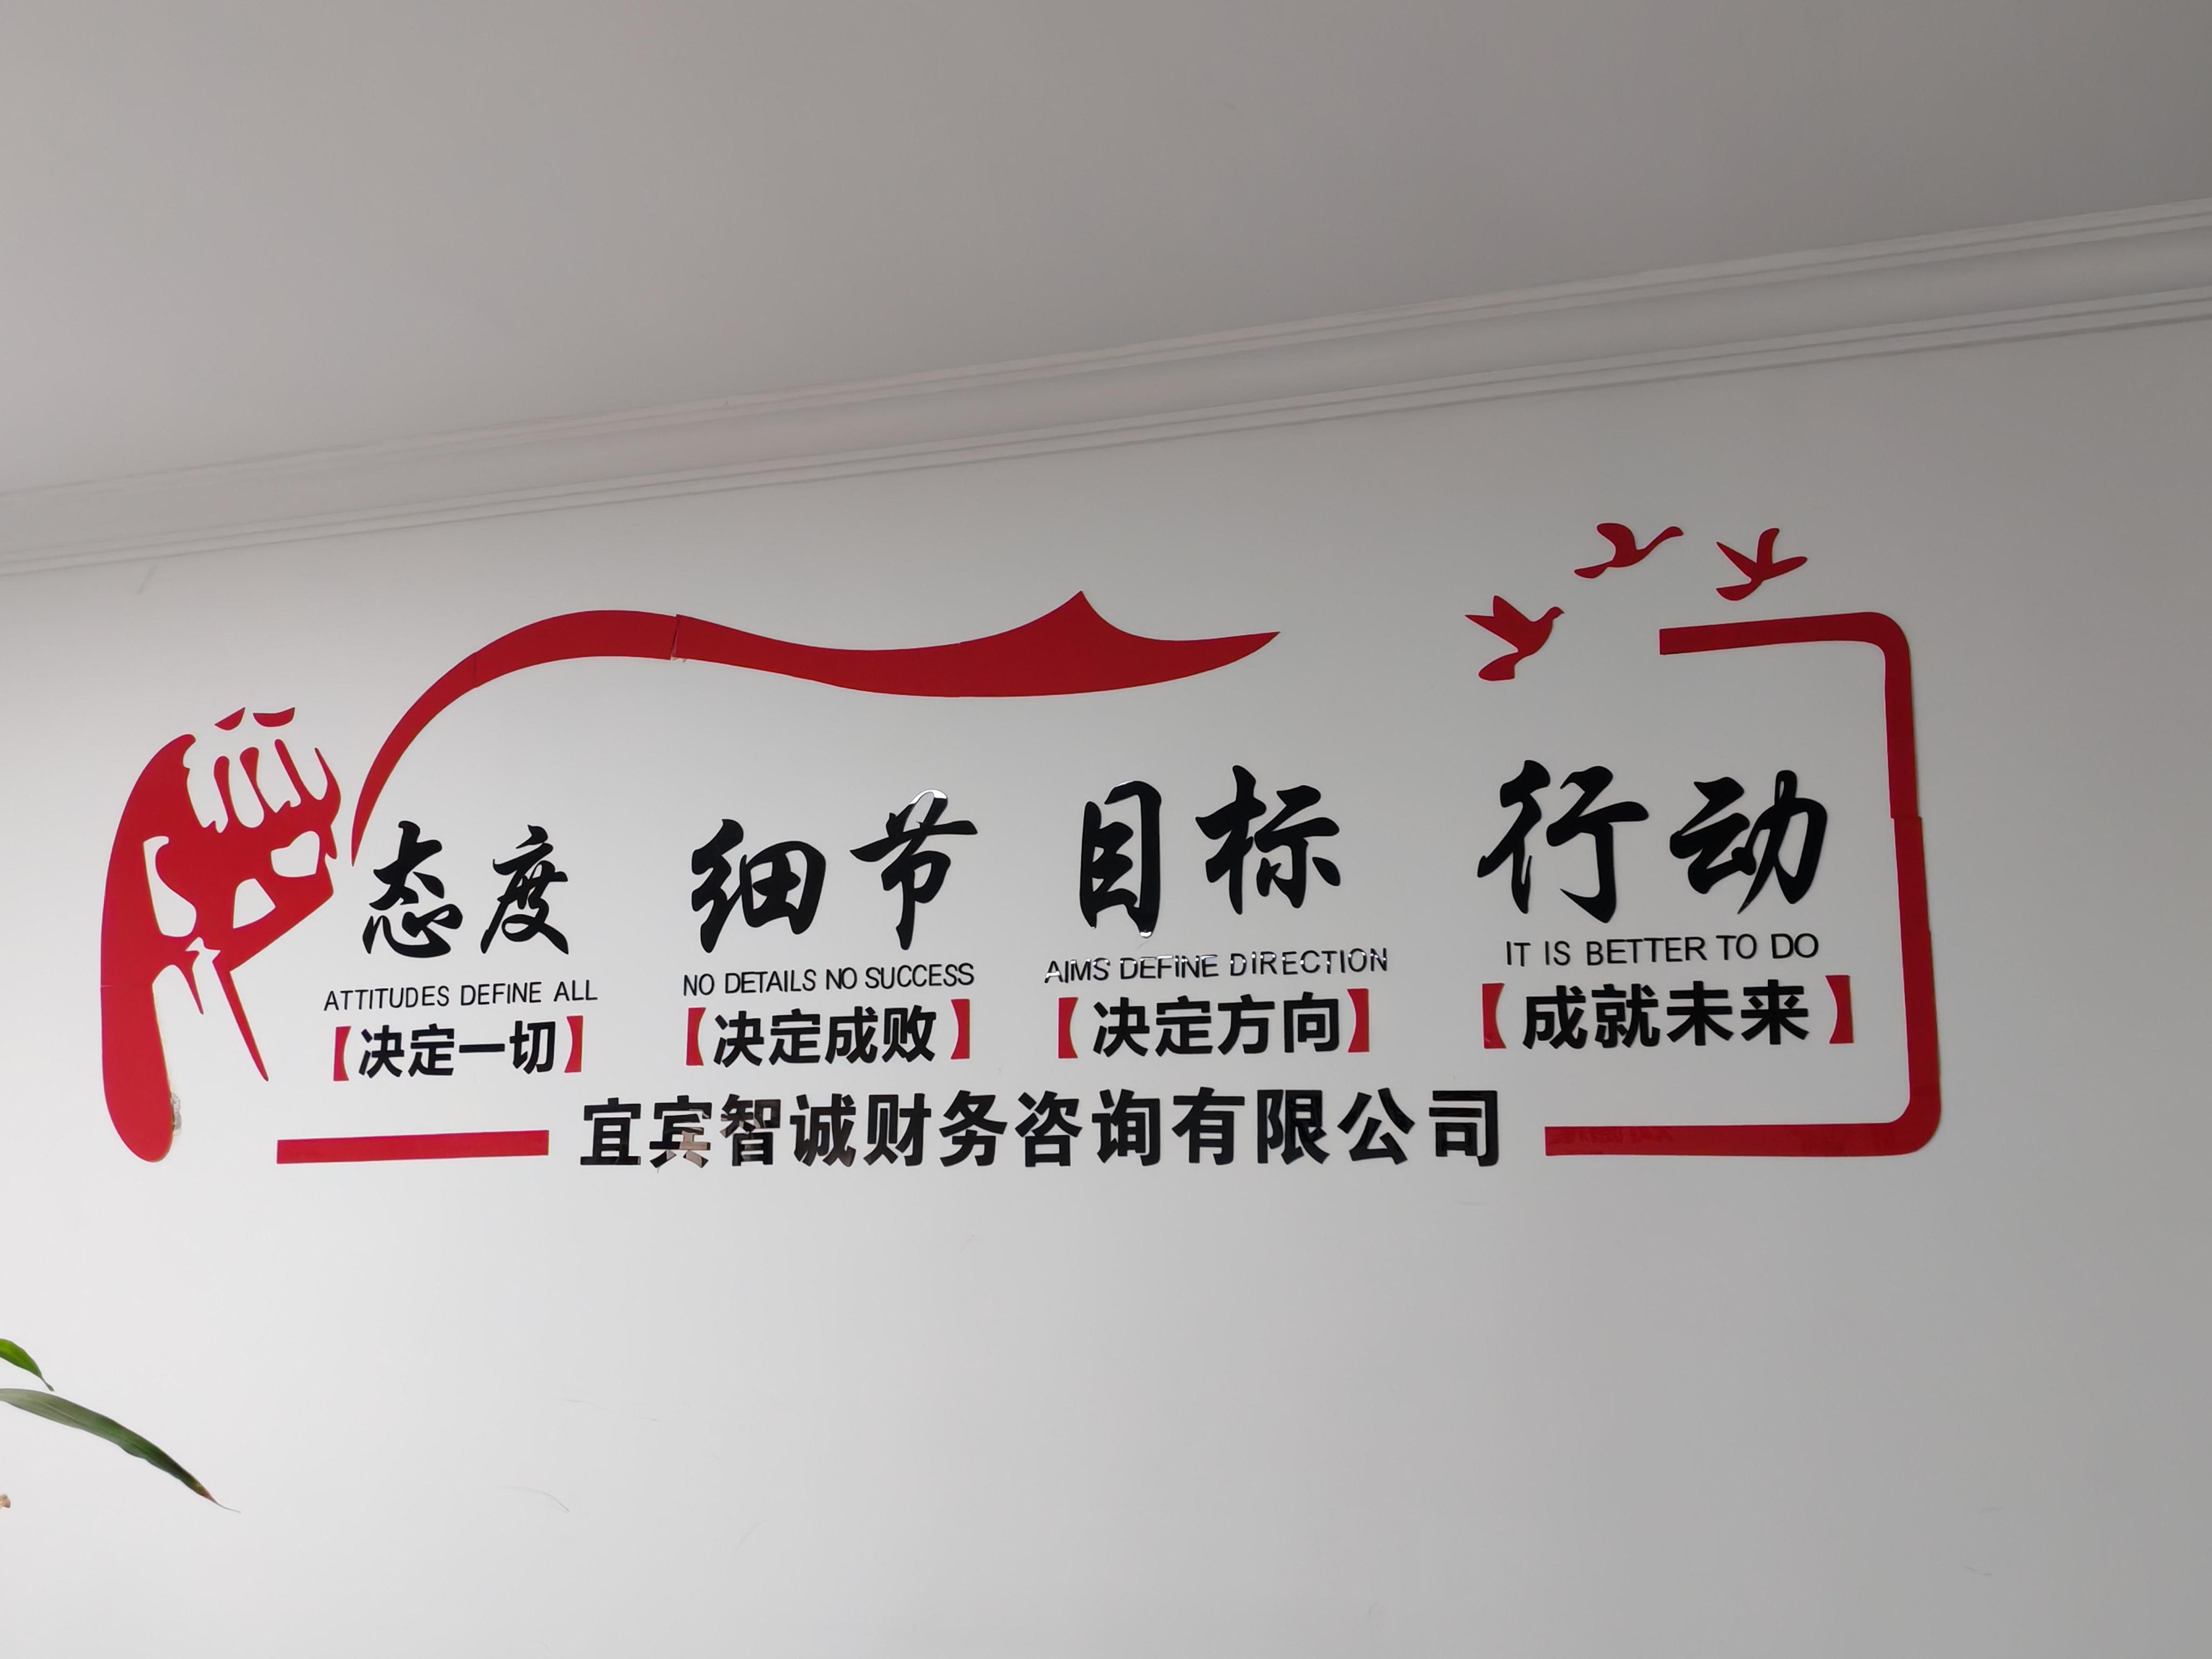 态度 细节 目标 行动
ATTITUDES DEFINE ALL NO DETAILS NO SUCCESS AIMS DEFINE DIRECTION IT IS BETTER TO DO
【决定一切】 【决定成败】 【决定方向】 【成就未来】
宜宾智诚财务咨询有限公司